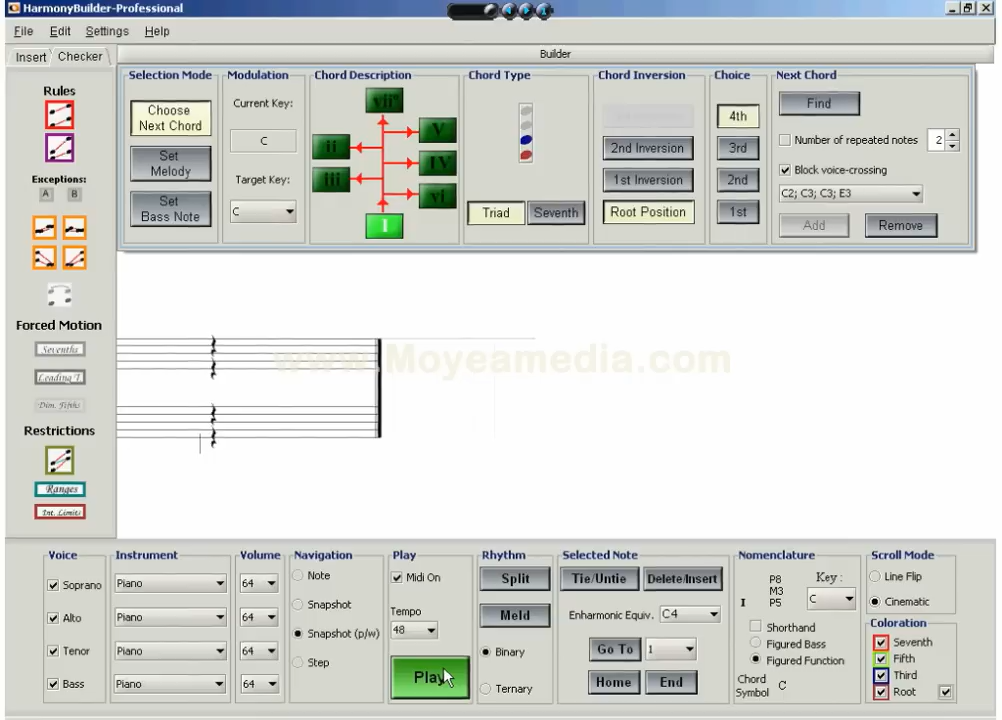 HarmonyBuilder-Professional
File Edit Settings Help
Insert Checker
Builder
Rules
Exceptions:
A B
Forced Motion
Sevenths
Leading T.
Dim. Fifths
Restrictions
Ranges
Int. Limits
Selection Mode
Choose
Next Chord
Set
Melody
Set
Bass Note
Modulation
Current Key:
C
Target Key:
C
Chord Description
vii°
V
ii
IV
iii
vi
I
Chord Type
Triad Seventh
Chord Inversion
2nd Inversion
1st Inversion
Root Position
Choice
4th
3rd
2nd
1st
Next Chord
Find
Number of repeated notes 2
Block voice-crossing
C2; C3; C3; E3
Add Remove
www.Moyeamedia.com
Voice
Soprano
Alto
Tenor
Bass
Instrument
Piano
Piano
Piano
Piano
Volume
64
64
64
64
Navigation
Note
Snapshot
Snapshot (p/w)
Step
Play
Midi On
Tempo
48
Play
Rhythm
Split
Meld
Binary
Ternary
Selected Note
Tie/Untie Delete/Insert
Enharmonic Equiv. C4
Go To 1
Home End
Nomenclature
P8
M3
I P5
Key:
C
Shorthand
Figured Bass
Figured Function
Chord
Symbol C
Scroll Mode
Line Flip
Cinematic
Coloration
Seventh
Fifth
Third
Root